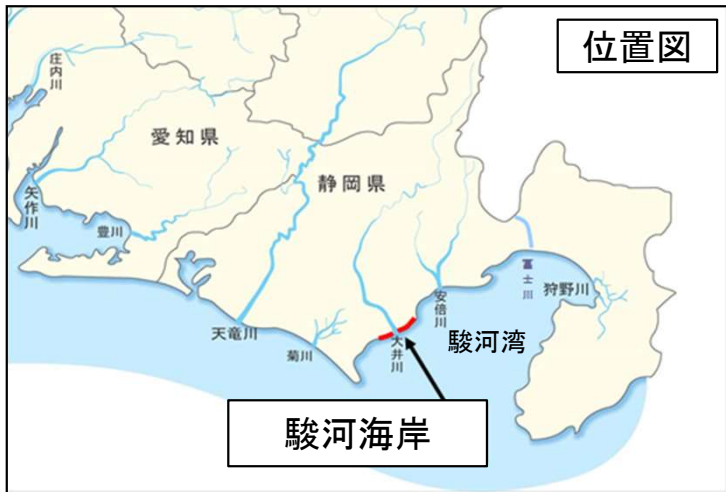 位置図
庄内川
愛知県
静岡県
矢作川
豊川
富士川
狩野川
安倍川
天竜川
菊川
大井川
駿河湾
駿河海岸